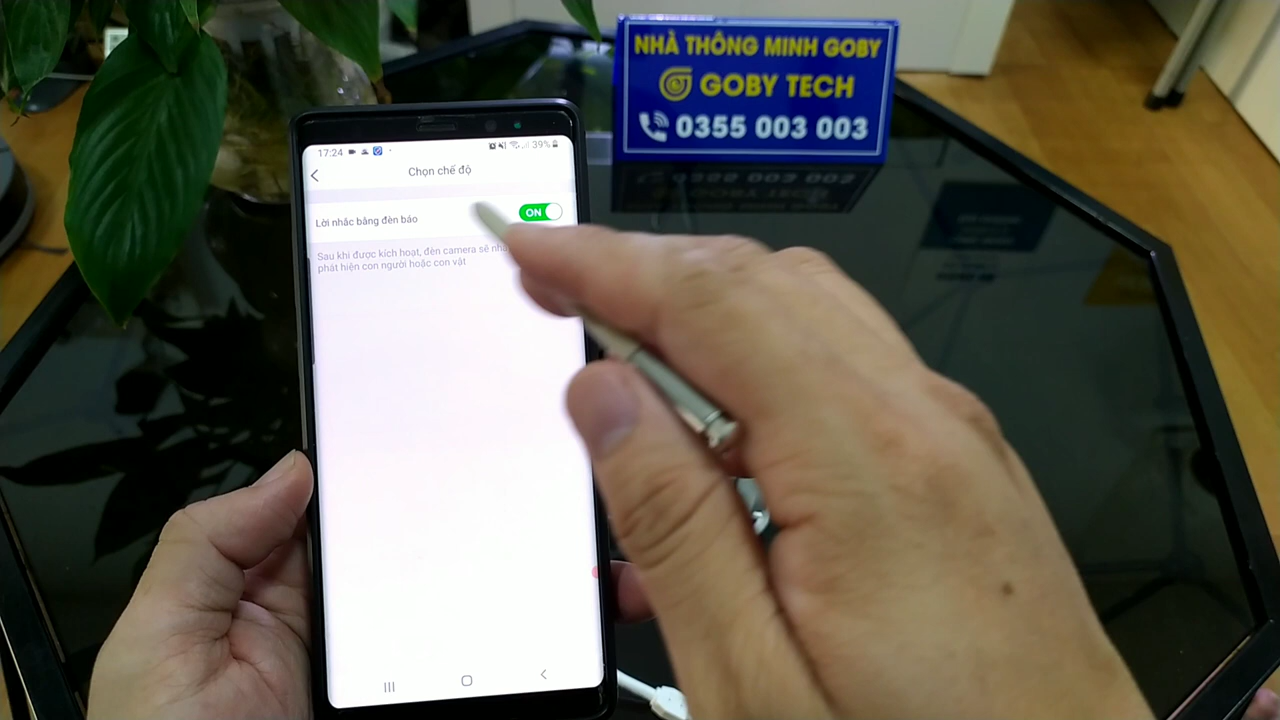 NHÀ THÔNG MINH GOBY
GOBY TECH
0355 003 003
17:24
39%
Chọn chế độ
Lời nhắc bằng đèn báo
ON
Sau khi được kích hoạt, đèn camera sẽ
phát hiện con người hoặc con vật